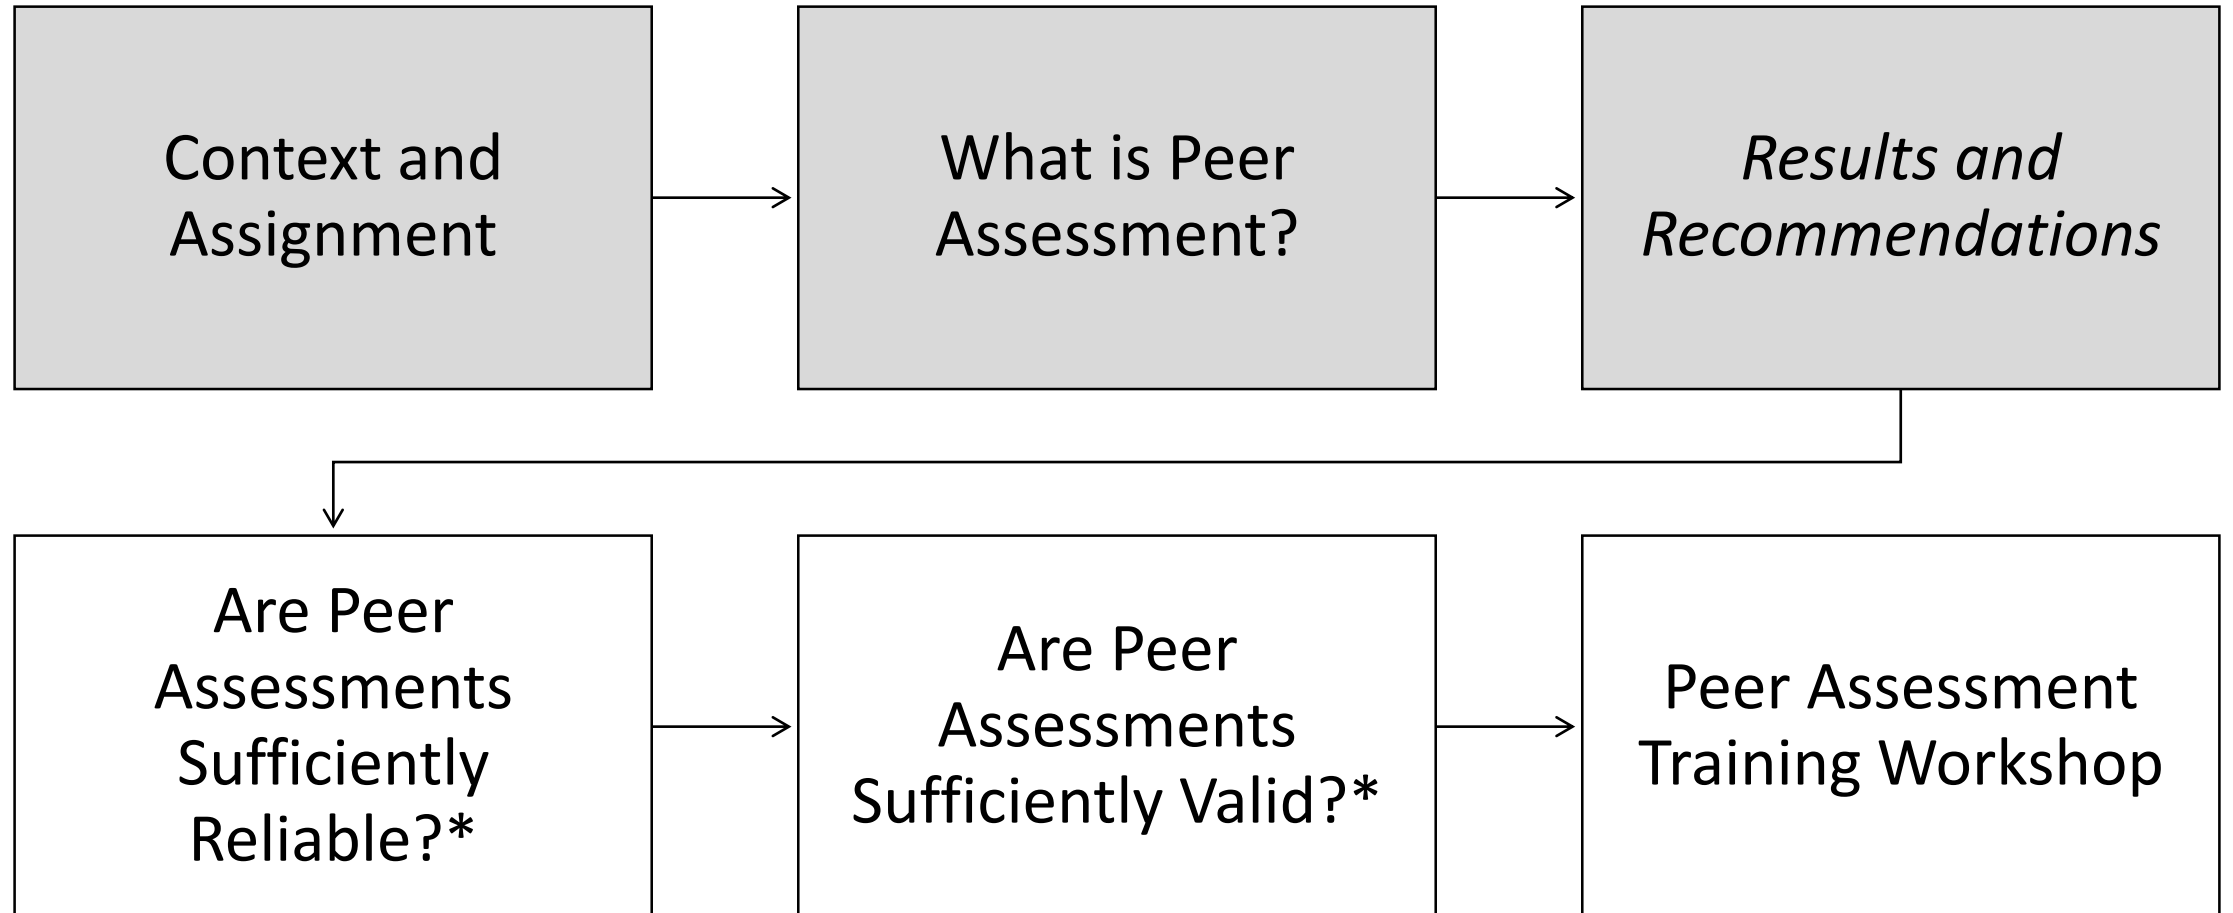 Context and
Assignment
What is Peer
Assessment?
Results and
Recommendations
Are Peer
Assessments
Sufficiently
Reliable?*
Are Peer
Assessments
Sufficiently Valid?*
Peer Assessment
Training Workshop